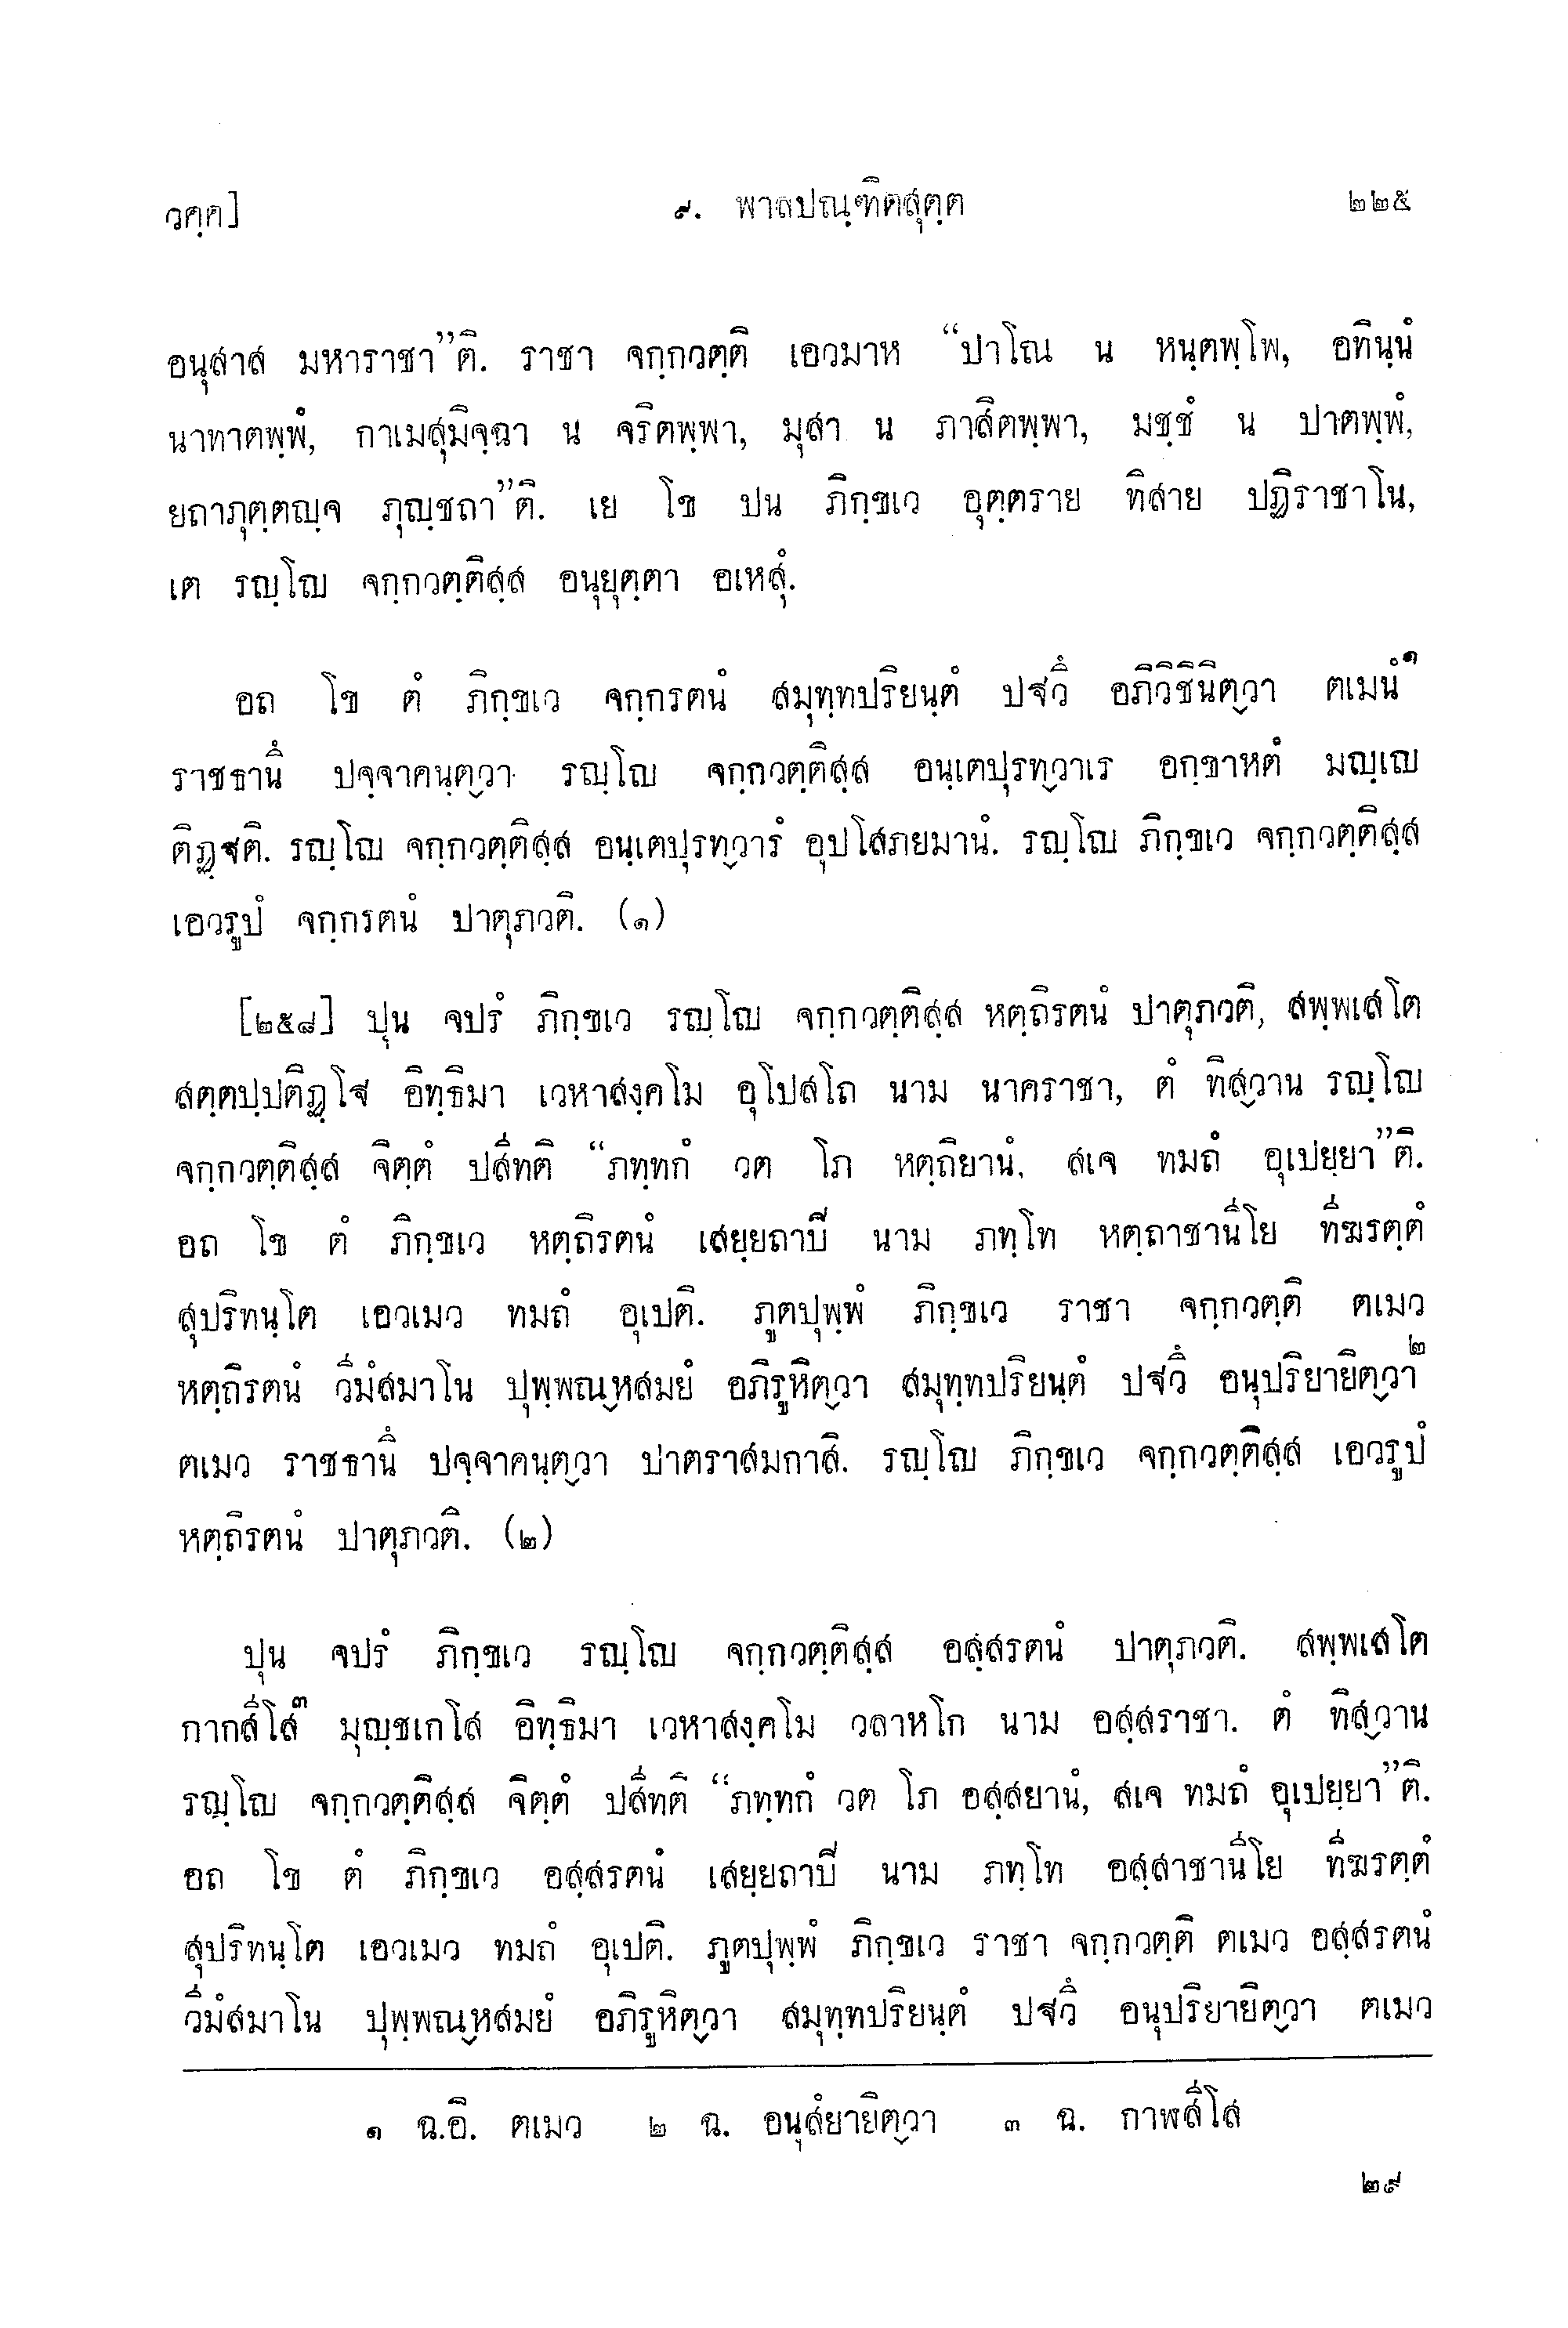 วคฺค] ๙. พาลปณฺฑิตสุตฺต ๒๒๕
อนุสาส มหาราชา”ติ. ราชา จกฺกวตฺติ เอวมาห “ปาโณ น หนฺตพฺโพ, อทินฺนํ
นาทาตพฺพํ, กาเมสุมิจฺฉา น จริตพฺพา, มุสา น ภาสิตพฺพา, มชฺชํ น ปาตพฺพํ,
ยถาภุตฺตญฺจ ภุญฺชถา”ติ. เย โข ปน ภิกฺขเว อุตฺตราย ทิสาย ปฏิราชาโน,
เต รญฺโญ จกฺกวตฺติสฺส อนุยุตฺตา อเหสุํ.
อถ โข ตํ ภิกฺขเว จกฺกรตนํ สมุทฺทปริยนฺตํ ปฐวึ อภิวิชินิตฺวา ตเมนํ๑
ราชธานึ ปจฺจาคนฺตฺวา รญฺโญ จกฺกวตฺติสฺส อนฺเตปุรทฺวาเร อกฺขาหตํ มญฺเญ
ติฏฺฐติ. รญฺโญ จกฺกวตฺติสฺส อนฺเตปุรทฺวารํ อุปโสภยมานํ. รญฺโญ ภิกฺขเว จกฺกวตฺติสฺส
เอวรูปํ จกฺกรตนํ ปาตุภวติ. (๑)
[๒๕๘] ปุน จปรํ ภิกฺขเว รญฺโญ จกฺกวตฺติสฺส หตฺถิรตนํ ปาตุภวติ, สพฺพเสโต
สตฺตปฺปติฏฺโฐ อิทฺธิมา เวหาสงฺคโม อุโปสโถ นาม นาคราชา, ตํ ทิสฺวาน รญฺโญ
จกฺกวตฺติสฺส จิตฺตํ ปสีทติ “ภทฺทกํ วต โภ หตฺถิยานํ, สเจ ทมถํ อุเปยฺยา”ติ.
อถ โข ตํ ภิกฺขเว หตฺถิรตนํ เสยฺยถาปี นาม ภทฺโท หตฺถาชานีโย ทีฆรตฺตํ
สุปริทนฺโต เอวเมว ทมถํ อุเปติ. ภูตปุพฺพํ ภิกฺขเว ราชา จกฺกวตฺติ ตเมว
หตฺถิรตนํ วีมํสมาโน ปุพฺพณฺหสมยํ อภิรูหิตฺวา สมุทฺทปริยนฺตํ ปฐวึ อนุปริยายิตฺวา๒
ตเมว ราชธานึ ปจฺจาคนฺตฺวา ปาตราสมกาสิ. รญฺโญ ภิกฺขเว จกฺกวตฺติสฺส เอวรูปํ
หตฺถิรตนํ ปาตุภวติ. (๒)
ปุน จปรํ ภิกฺขเว รญฺโญ จกฺกวตฺติสฺส อสฺสรตนํ ปาตุภวติ. สพฺพเสโต
กากสีโส๓ มุญฺชเกโส อิทฺธิมา เวหาสงฺคโม วลาหโก นาม อสฺสราชา. ตํ ทิสฺวาน
รญฺโญ จกฺกวตฺติสฺส จิตฺตํ ปสีทติ “ภทฺทกํ วต โภ อสฺสยานํ, สเจ ทมถํ อุเปยฺยา”ติ.
อถ โข ตํ ภิกฺขเว อสฺสรตนํ เสยฺยถาปี นาม ภทฺโท อสฺสาชานีโย ทีฆรตฺตํ
สุปริทนฺโต เอวเมว ทมถํ อุเปติ. ภูตปุพฺพํ ภิกฺขเว ราชา จกฺกวตฺติ ตเมว อสฺสรตนํ
วีมํสมาโน ปุพฺพณฺหสมยํ อภิรูหิตฺวา สมุทฺทปริยนฺตํ ปฐวึ อนุปริยายิตฺวา ตเมว
๑ ฉ.อิ. ตเมว ๒ ฉ. อนุสํยายิตฺวา ๓ ฉ. กาฬสีโส
๒๙